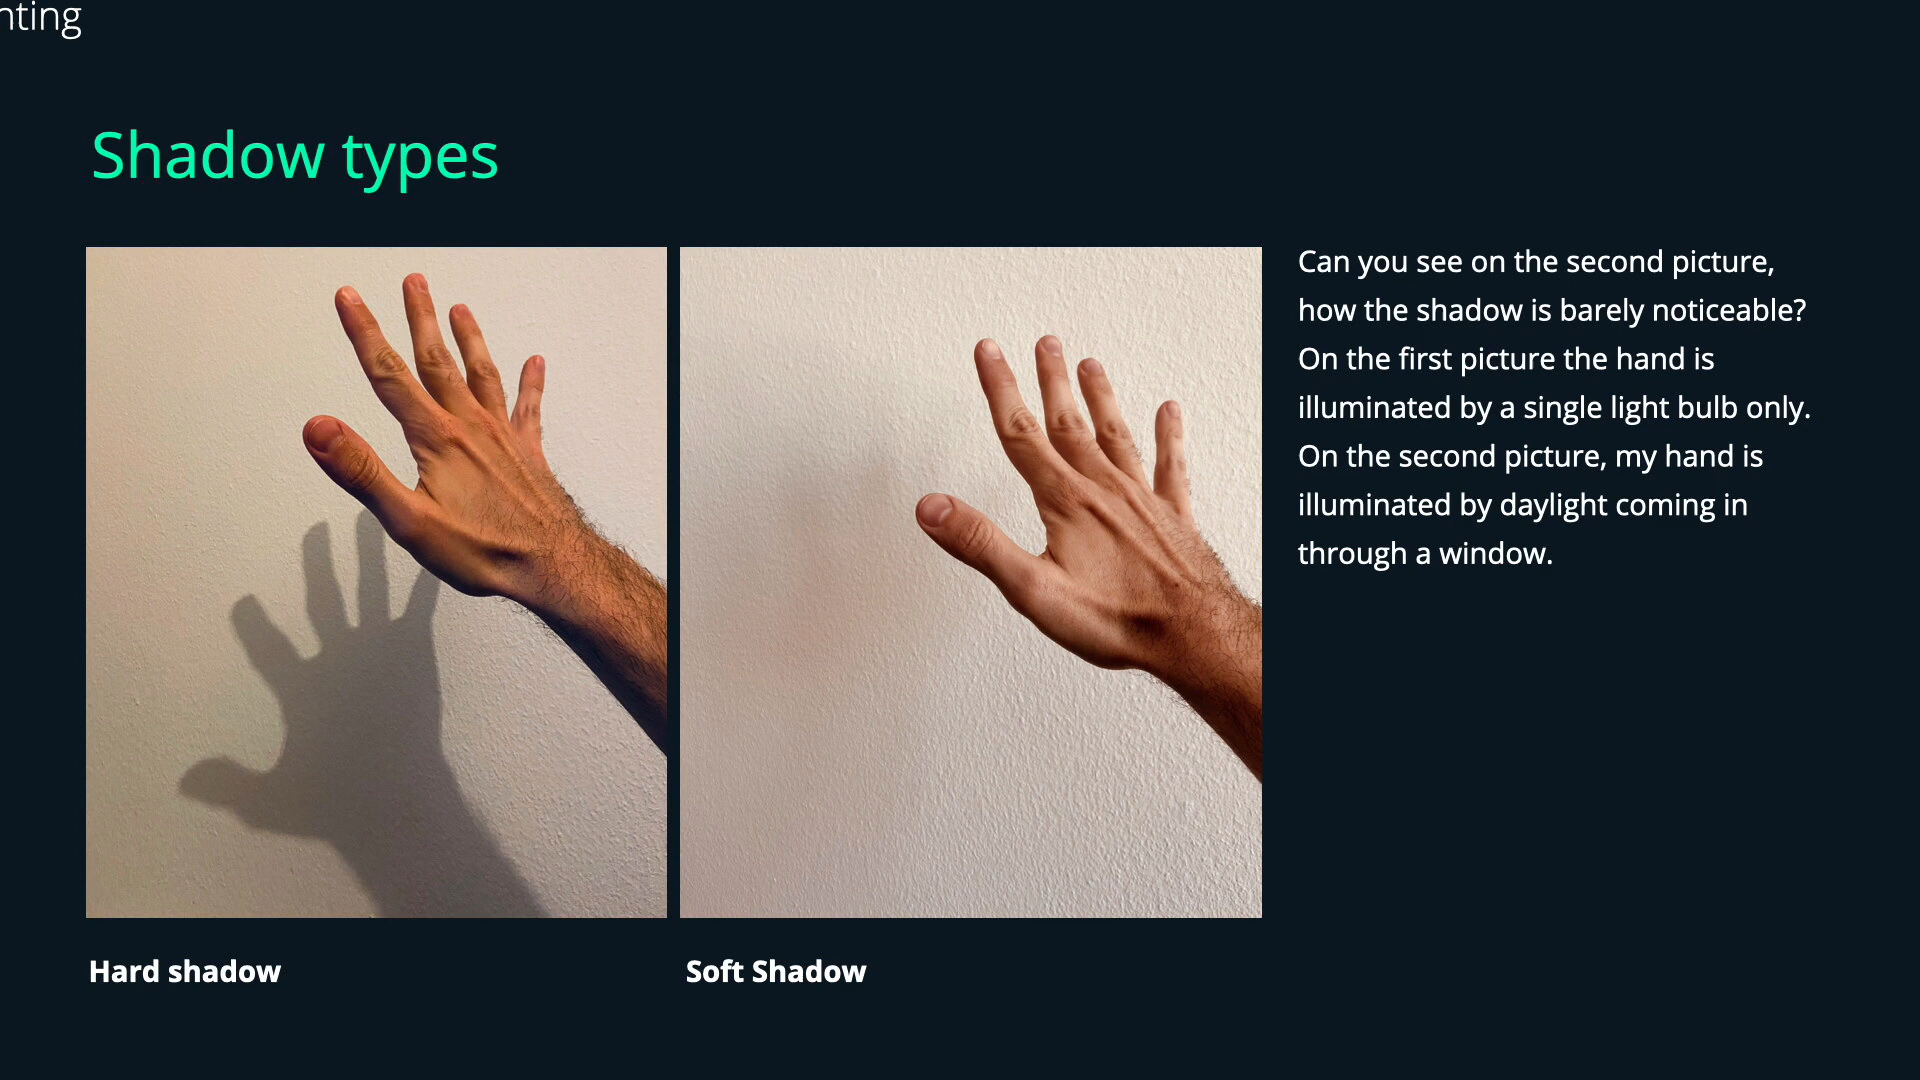 Shadow types
Can you see on the second picture,
how the shadow is barely noticeable?
On the first picture the hand is
illuminated by a single light bulb only.
On the second picture, my hand is
illuminated by daylight coming in
through a window.
Hard shadow
Soft Shadow